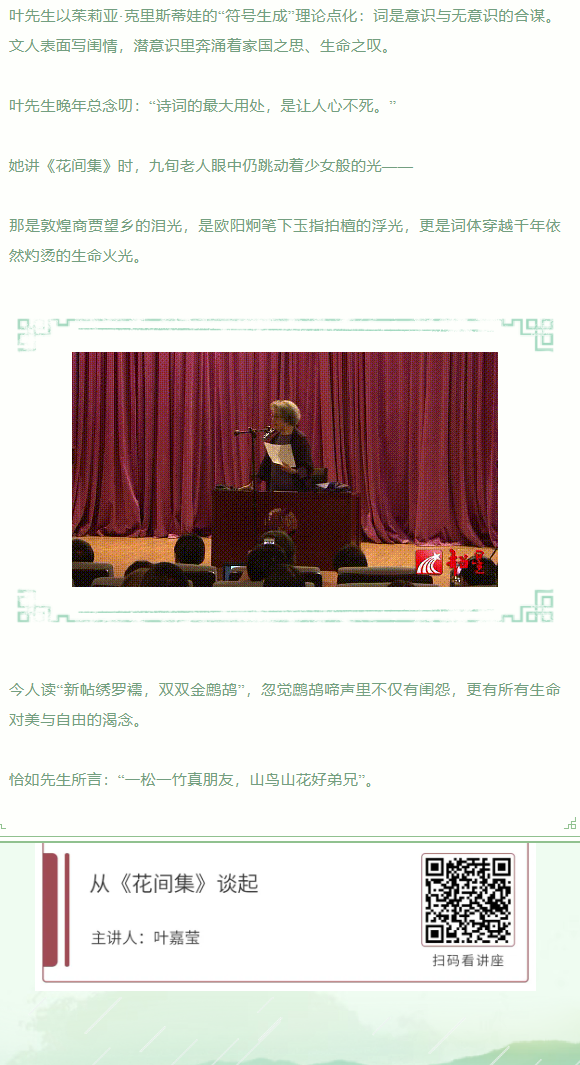 叶先生以茱莉亚·克里斯蒂娃的“符号生成”理论点化：词是意识与无意识的合谋。
文人表面写闺情，潜意识里奔涌着家国之思、生命之叹。
叶先生晚年总念叨：“诗词的最大用处，是让人心不死。”
她讲《花间集》时，九旬老人眼中仍跳动着少女般的光——
那是敦煌商贾望乡的泪光，是欧阳炯笔下玉指拍檀的浮光，更是词体穿越千年依
然灼烫的生命火光。
超星
今人读“新帖绣罗襦，双双金鹧鸪”，忽觉鹧鸪啼声里不仅有闺怨，更有所有生命
对美与自由的渴念。
恰如先生所言：“一松一竹真朋友，山鸟山花好弟兄”。
从《花间集》谈起
主讲人：叶嘉莹
扫码看讲座